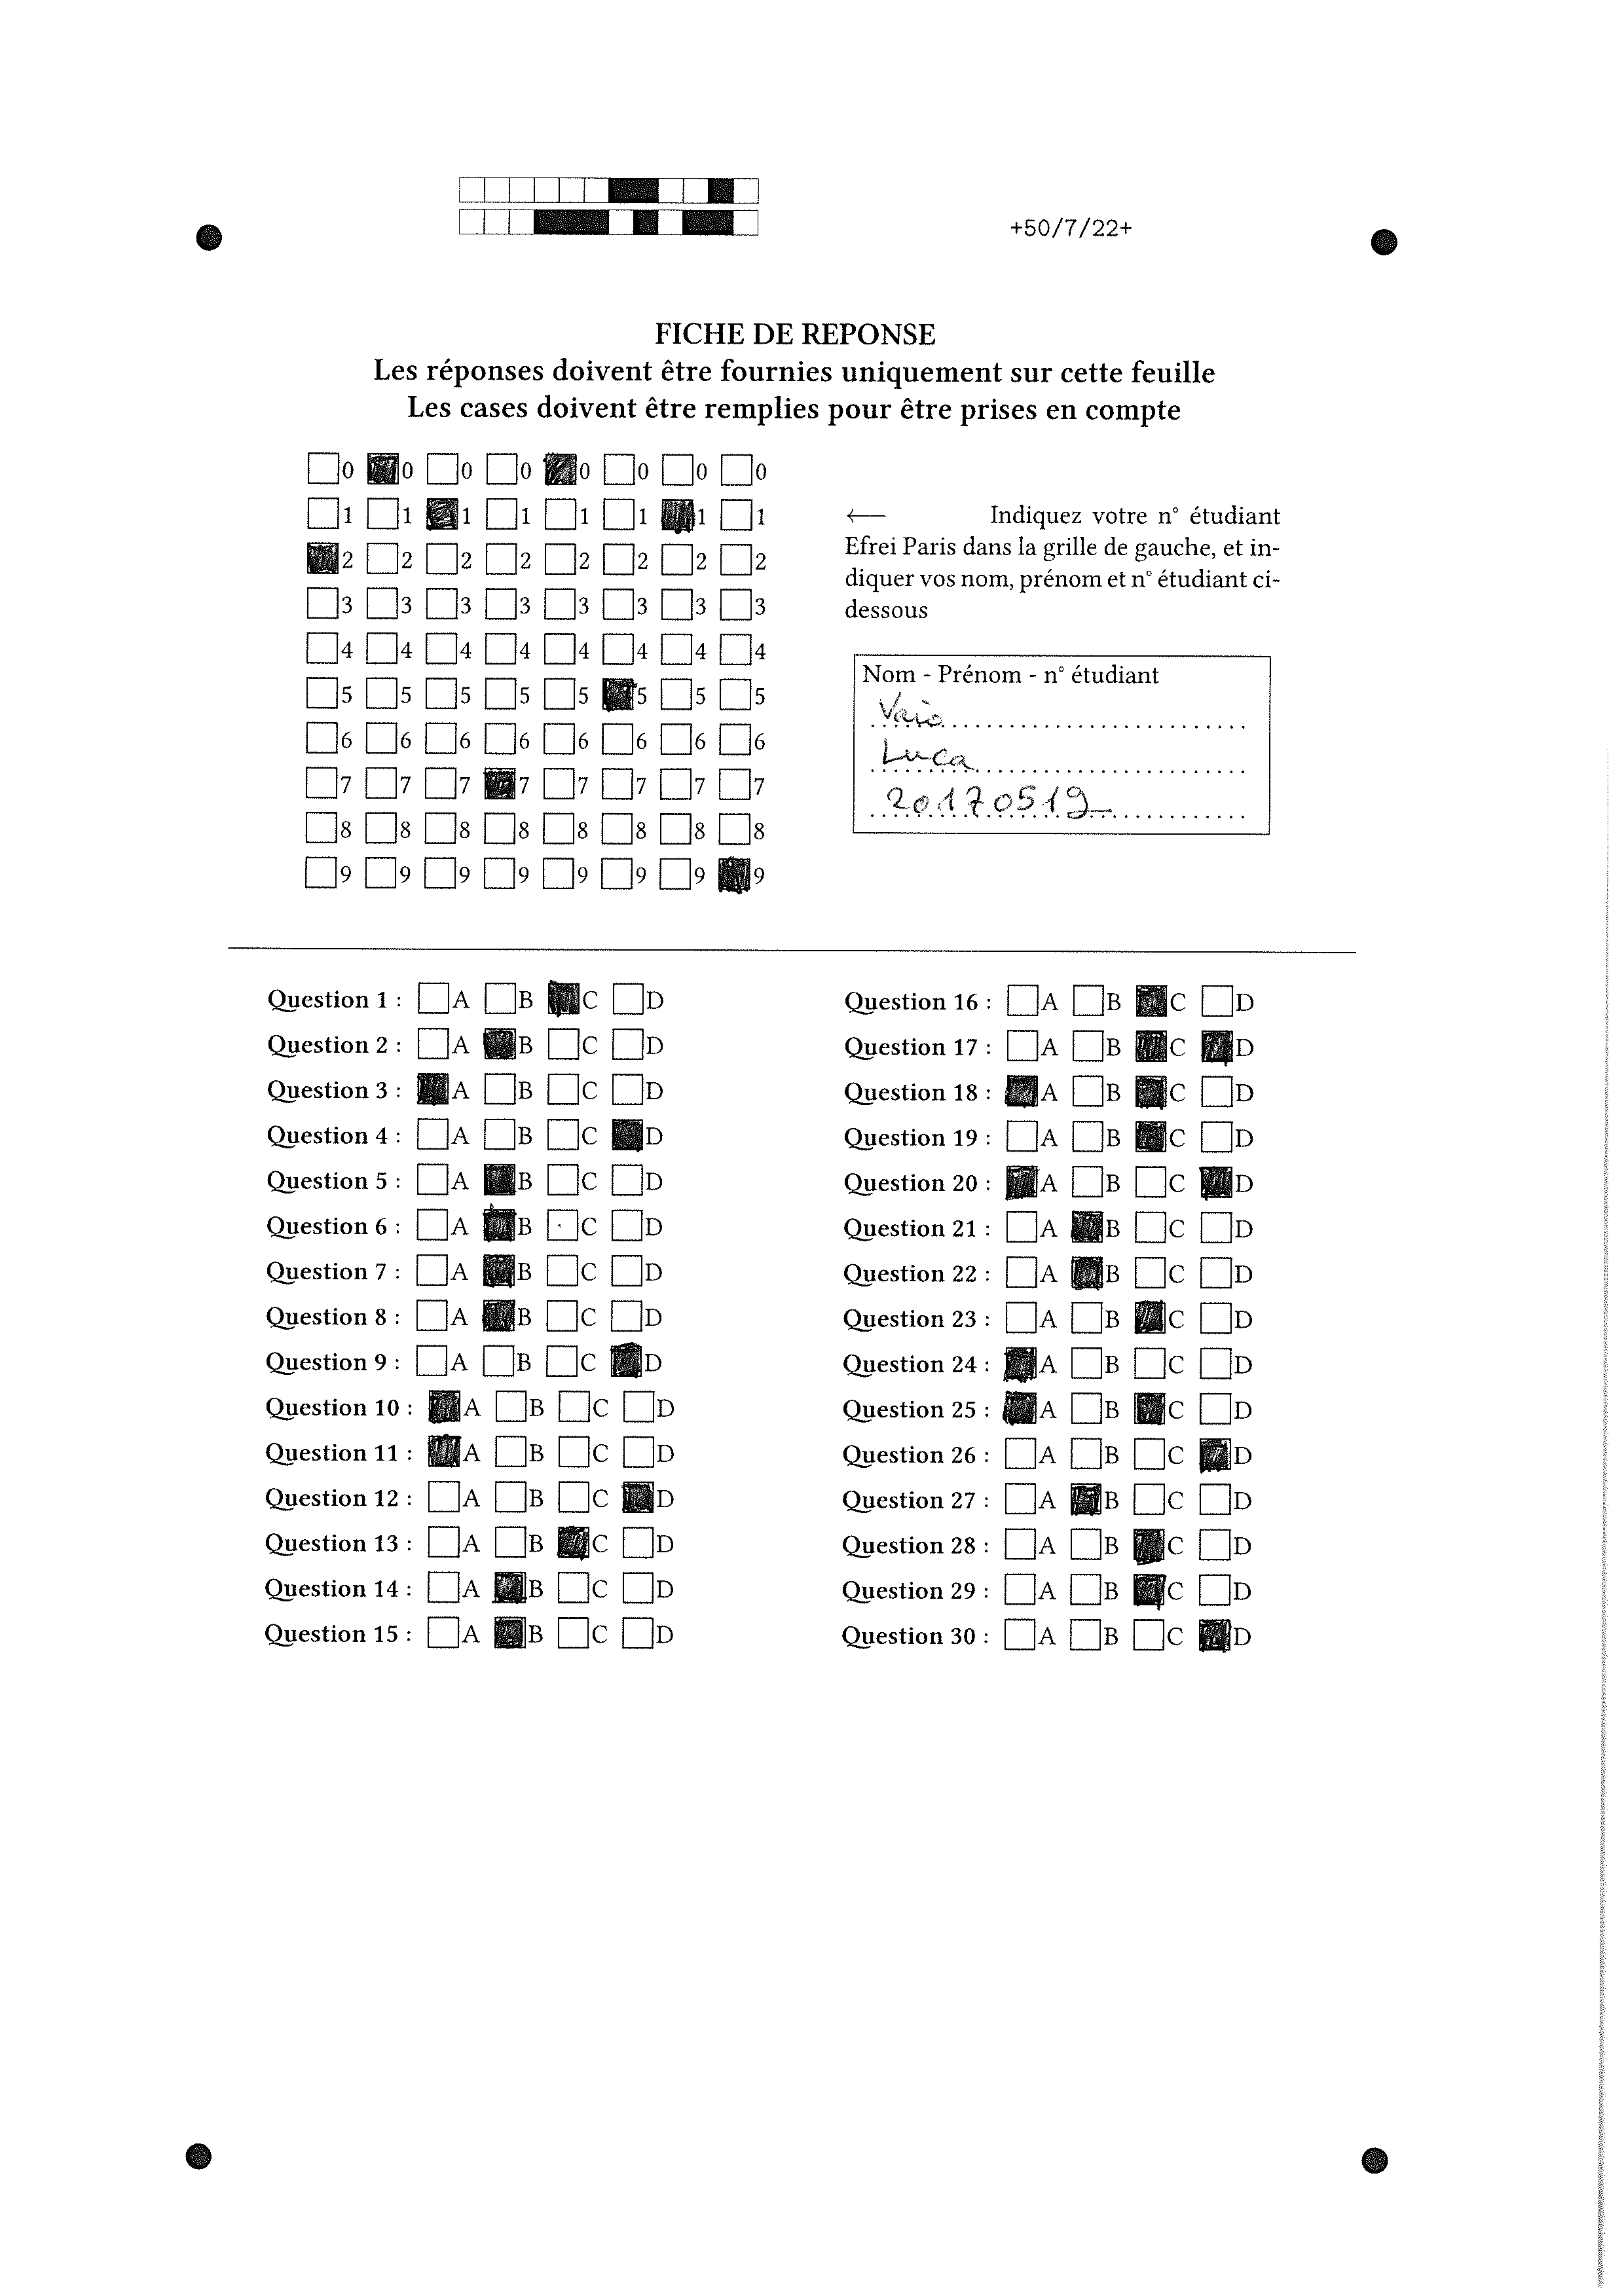 +50/7/22+
FICHE DE REPONSE
Les réponses doivent être fournies uniquement sur cette feuille
Les cases doivent être remplies pour être prises en compte
0 0 0 0 0 0 0 0
1 1 1 1 1 1 1 1
2 2 2 2 2 2 2 2
3 3 3 3 3 3 3 3
4 4 4 4 4 4 4 4
5 5 5 5 5 5 5 5
6 6 6 6 6 6 6 6
7 7 7 7 7 7 7 7
8 8 8 8 8 8 8 8
9 9 9 9 9 9 9 9
← Indiquez votre n° étudiant
Efrei Paris dans la grille de gauche, et in-
diquer vos nom, prénom et n° étudiant ci-
dessous
Nom - Prénom - n° étudiant
Vaio
Luca
20170519
Question 1 : A B C D
Question 2 : A B C D
Question 3 : A B C D
Question 4 : A B C D
Question 5 : A B C D
Question 6 : A B C D
Question 7 : A B C D
Question 8 : A B C D
Question 9 : A B C D
Question 10 : A B C D
Question 11 : A B C D
Question 12 : A B C D
Question 13 : A B C D
Question 14 : A B C D
Question 15 : A B C D
Question 16 : A B C D
Question 17 : A B C D
Question 18 : A B C D
Question 19 : A B C D
Question 20 : A B C D
Question 21 : A B C D
Question 22 : A B C D
Question 23 : A B C D
Question 24 : A B C D
Question 25 : A B C D
Question 26 : A B C D
Question 27 : A B C D
Question 28 : A B C D
Question 29 : A B C D
Question 30 : A B C D